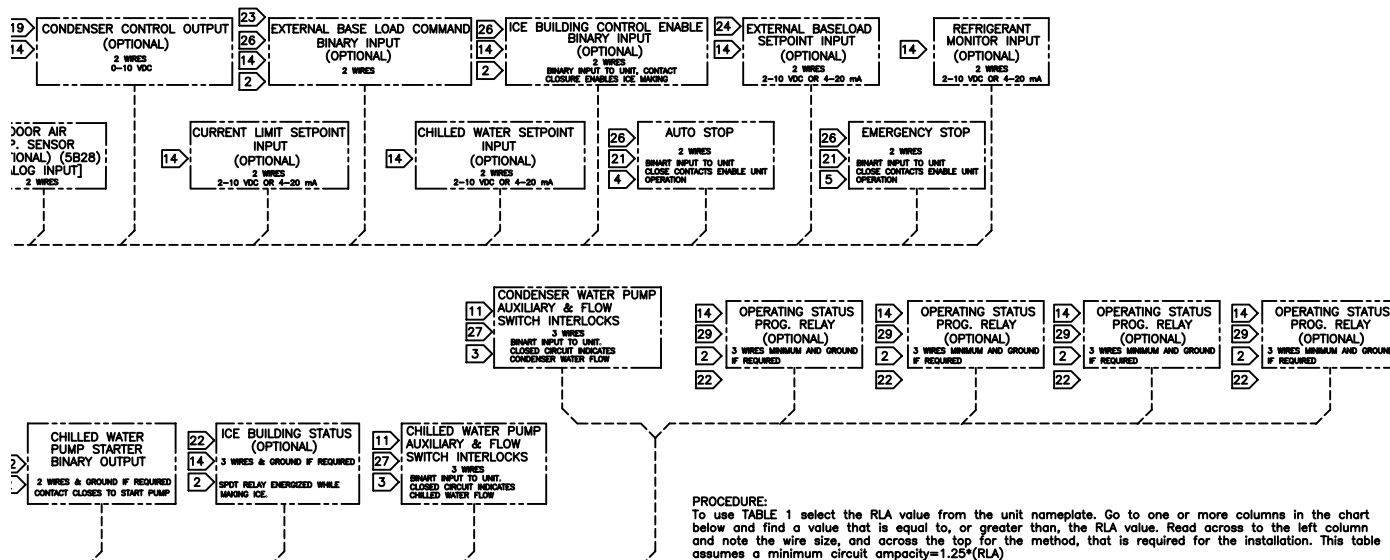 19
14
CONDENSER CONTROL OUTPUT
(OPTIONAL)
2 WIRES
0-10 VDC
23
26
14
2
EXTERNAL BASE LOAD COMMAND
BINARY INPUT
(OPTIONAL)
2 WIRES
26
14
2
ICE BUILDING CONTROL ENABLE
BINARY INPUT
(OPTIONAL)
2 WIRES
BINARY INPUT TO UNIT, CONTACT
CLOSURE ENABLES ICE MAKING
24
14
EXTERNAL BASELOAD
SETPOINT INPUT
(OPTIONAL)
2 WIRES
2-10 VDC OR 4-20 mA
14
REFRIGERANT
MONITOR INPUT
(OPTIONAL)
2 WIRES
2-10 VDC OR 4-20 mA
DOOR AIR
P. SENSOR
IONAL) (5B28)
LOG INPUT]
2 WIRES
14
CURRENT LIMIT SETPOINT
INPUT
(OPTIONAL)
2 WIRES
2-10 VDC OR 4-20 mA
14
CHILLED WATER SETPOINT
INPUT
(OPTIONAL)
2 WIRES
2-10 VDC OR 4-20 mA
26
21
4
AUTO STOP
2 WIRES
BINART INPUT TO UNIT
CLOSE CONTACTS ENABLE UNIT
OPERATION
26
21
5
EMERGENCY STOP
2 WIRES
BINART INPUT TO UNIT
CLOSE CONTACTS ENABLE UNIT
OPERATION
11
27
3
CONDENSER WATER PUMP
AUXILIARY & FLOW
SWITCH INTERLOCKS
3 WIRES
BINART INPUT TO UNIT.
CLOSED CIRCUIT INDICATES
CONDENSER WATER FLOW
14
29
2
22
OPERATING STATUS
PROG. RELAY
(OPTIONAL)
3 WIRES MINIMUM AND GROUND
IF REQUIRED
14
29
2
22
OPERATING STATUS
PROG. RELAY
(OPTIONAL)
3 WIRES MINIMUM AND GROUND
IF REQUIRED
14
29
2
22
OPERATING STATUS
PROG. RELAY
(OPTIONAL)
3 WIRES MINIMUM AND GROUND
IF REQUIRED
14
29
2
22
OPERATING STATUS
PROG. RELAY
(OPTIONAL)
3 WIRES MINIMUM AND GROUN
IF REQUIRED
2
CHILLED WATER
PUMP STARTER
BINARY OUTPUT
2 WIRES & GROUND IF REQUIRED
CONTACT CLOSES TO START PUMP
22
14
2
ICE BUILDING STATUS
(OPTIONAL)
3 WIRES & GROUND IF REQUIRED
SPDT RELAY ENERGIZED WHILE
MAKING ICE.
11
27
3
CHILLED WATER PUMP
AUXILIARY & FLOW
SWITCH INTERLOCKS
3 WIRES
BINART INPUT TO UNIT.
CLOSED CIRCUIT INDICATES
CHILLED WATER FLOW
PROCEDURE:
To use TABLE 1 select the RLA value from the unit nameplate. Go to one or more columns in the chart
below and find a value that is equal to, or greater than, the RLA value. Read across to the left column
and note the wire size, and across the top for the method, that is required for the installation. This table
assumes a minimum circuit ampacity=1.25*(RLA)